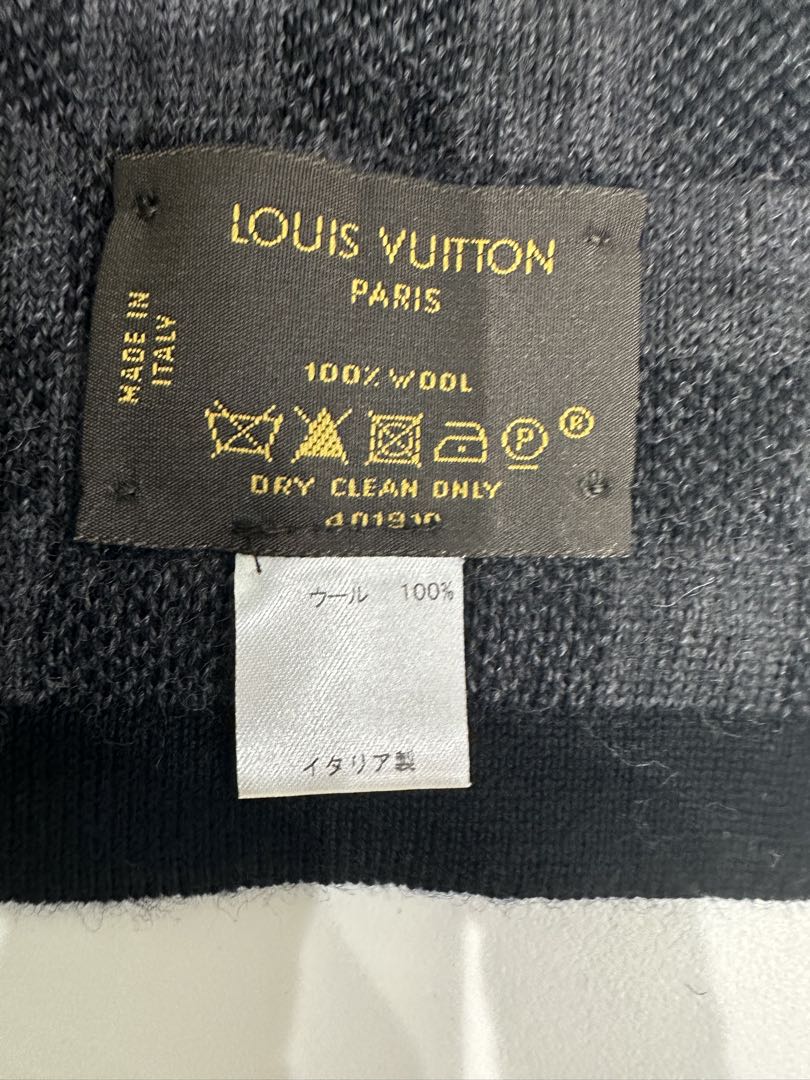 LOUIS VUITTON
PARIS
MADE IN
ITALY
100% WOOL
P
®
DRY CLEAN ONLY
401910
ウール 100%
イタリア製